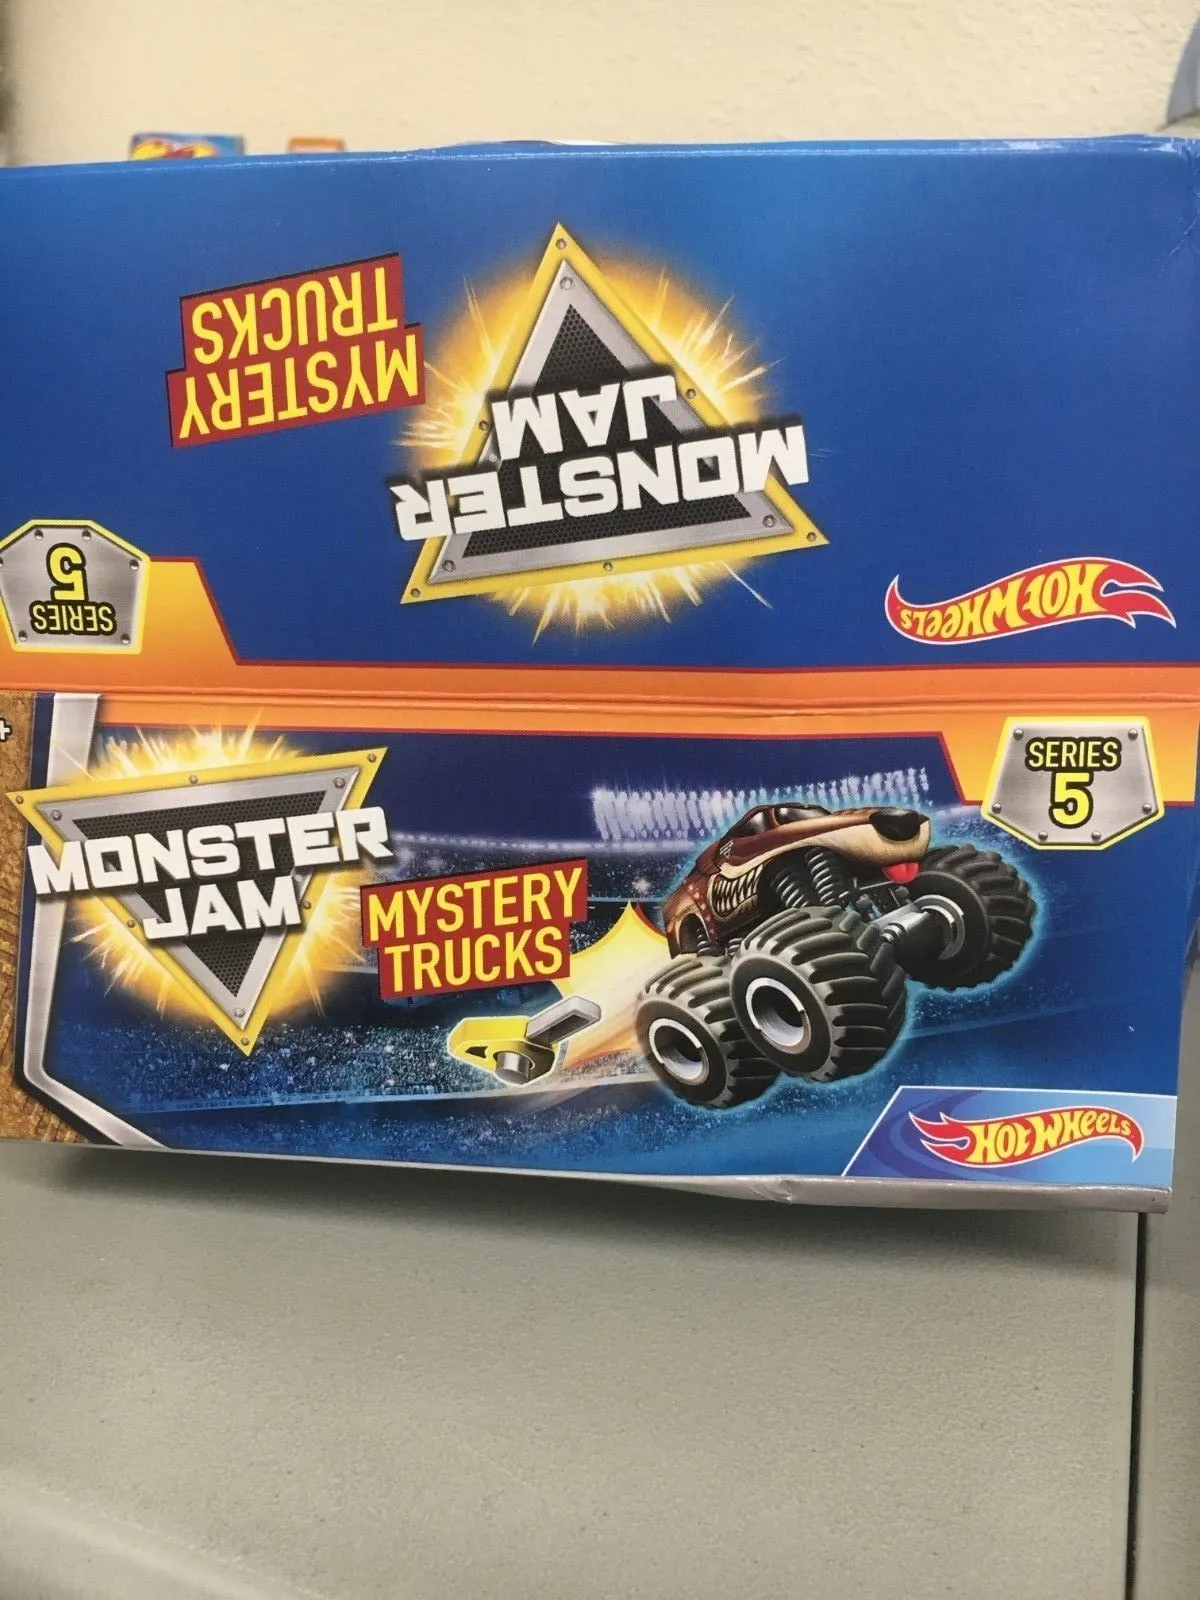 MYSTERY
TRUCKS
MONSTER
JAM
SERIES
5
HOT WHEELS
+
MONSTER
JAM
MYSTERY
TRUCKS
SERIES
5
HOT WHEELS